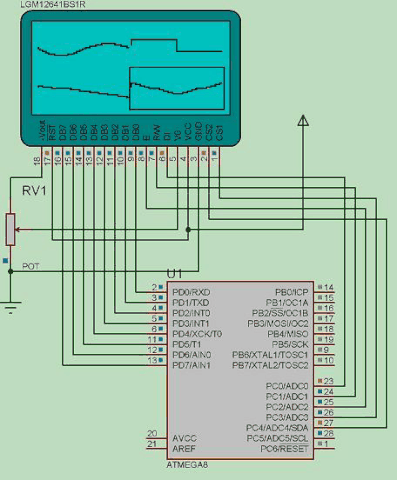 LGM12641BS1R
-Vout RST DB7 DB6 DB5 DB4 DB3 DB2 DB1 DB0 E R/W DI V0 VCC GND CS2 CS1
18 17 16 15 14 13 12 11 10 9 8 7 6 5 4 3 2 1
RV1
POT
U1
2 PD0/RXD PB0/ICP 14
3 PD1/TXD PB1/OC1A 15
4 PD2/INT0 PB2/SS/OC1B 16
5 PD3/INT1 PB3/MOSI/OC2 17
6 PD4/XCK/T0 PB4/MISO 18
11 PD5/T1 PB5/SCK 19
12 PD6/AIN0 PB6/XTAL1/TOSC1 9
13 PD7/AIN1 PB7/XTAL2/TOSC2 10
PC0/ADC0 23
PC1/ADC1 24
PC2/ADC2 25
PC3/ADC3 26
PC4/ADC4/SDA 27
20 AVCC PC5/ADC5/SCL 28
21 AREF PC6/RESET 1
ATMEGA8